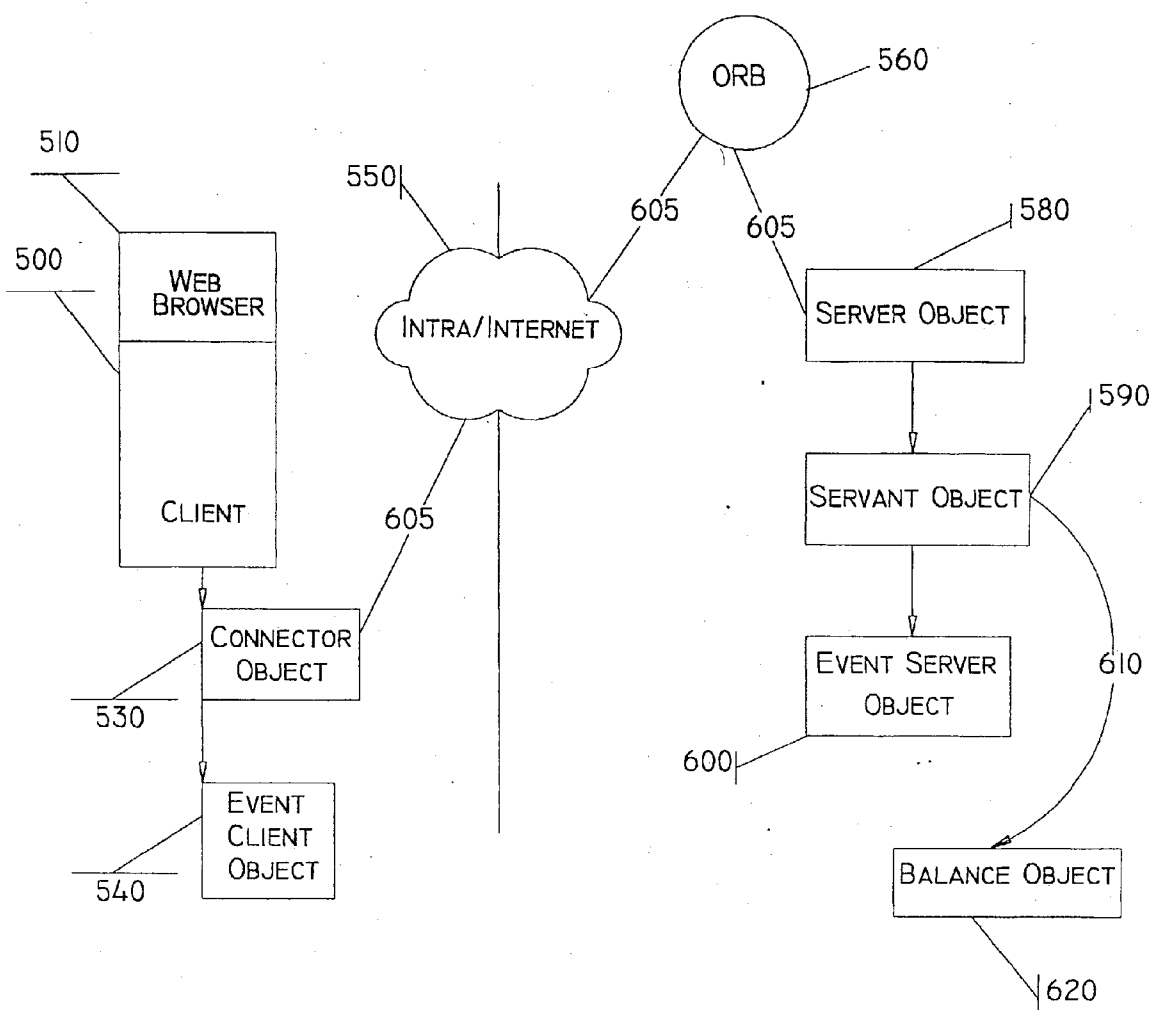 ORB
560
510
550
605
605
580
500
WEB
BROWSER
INTRA/INTERNET
SERVER OBJECT
590
CLIENT
605
SERVANT OBJECT
CONNECTOR
OBJECT
530
EVENT SERVER
OBJECT
610
600
EVENT
CLIENT
OBJECT
540
BALANCE OBJECT
620